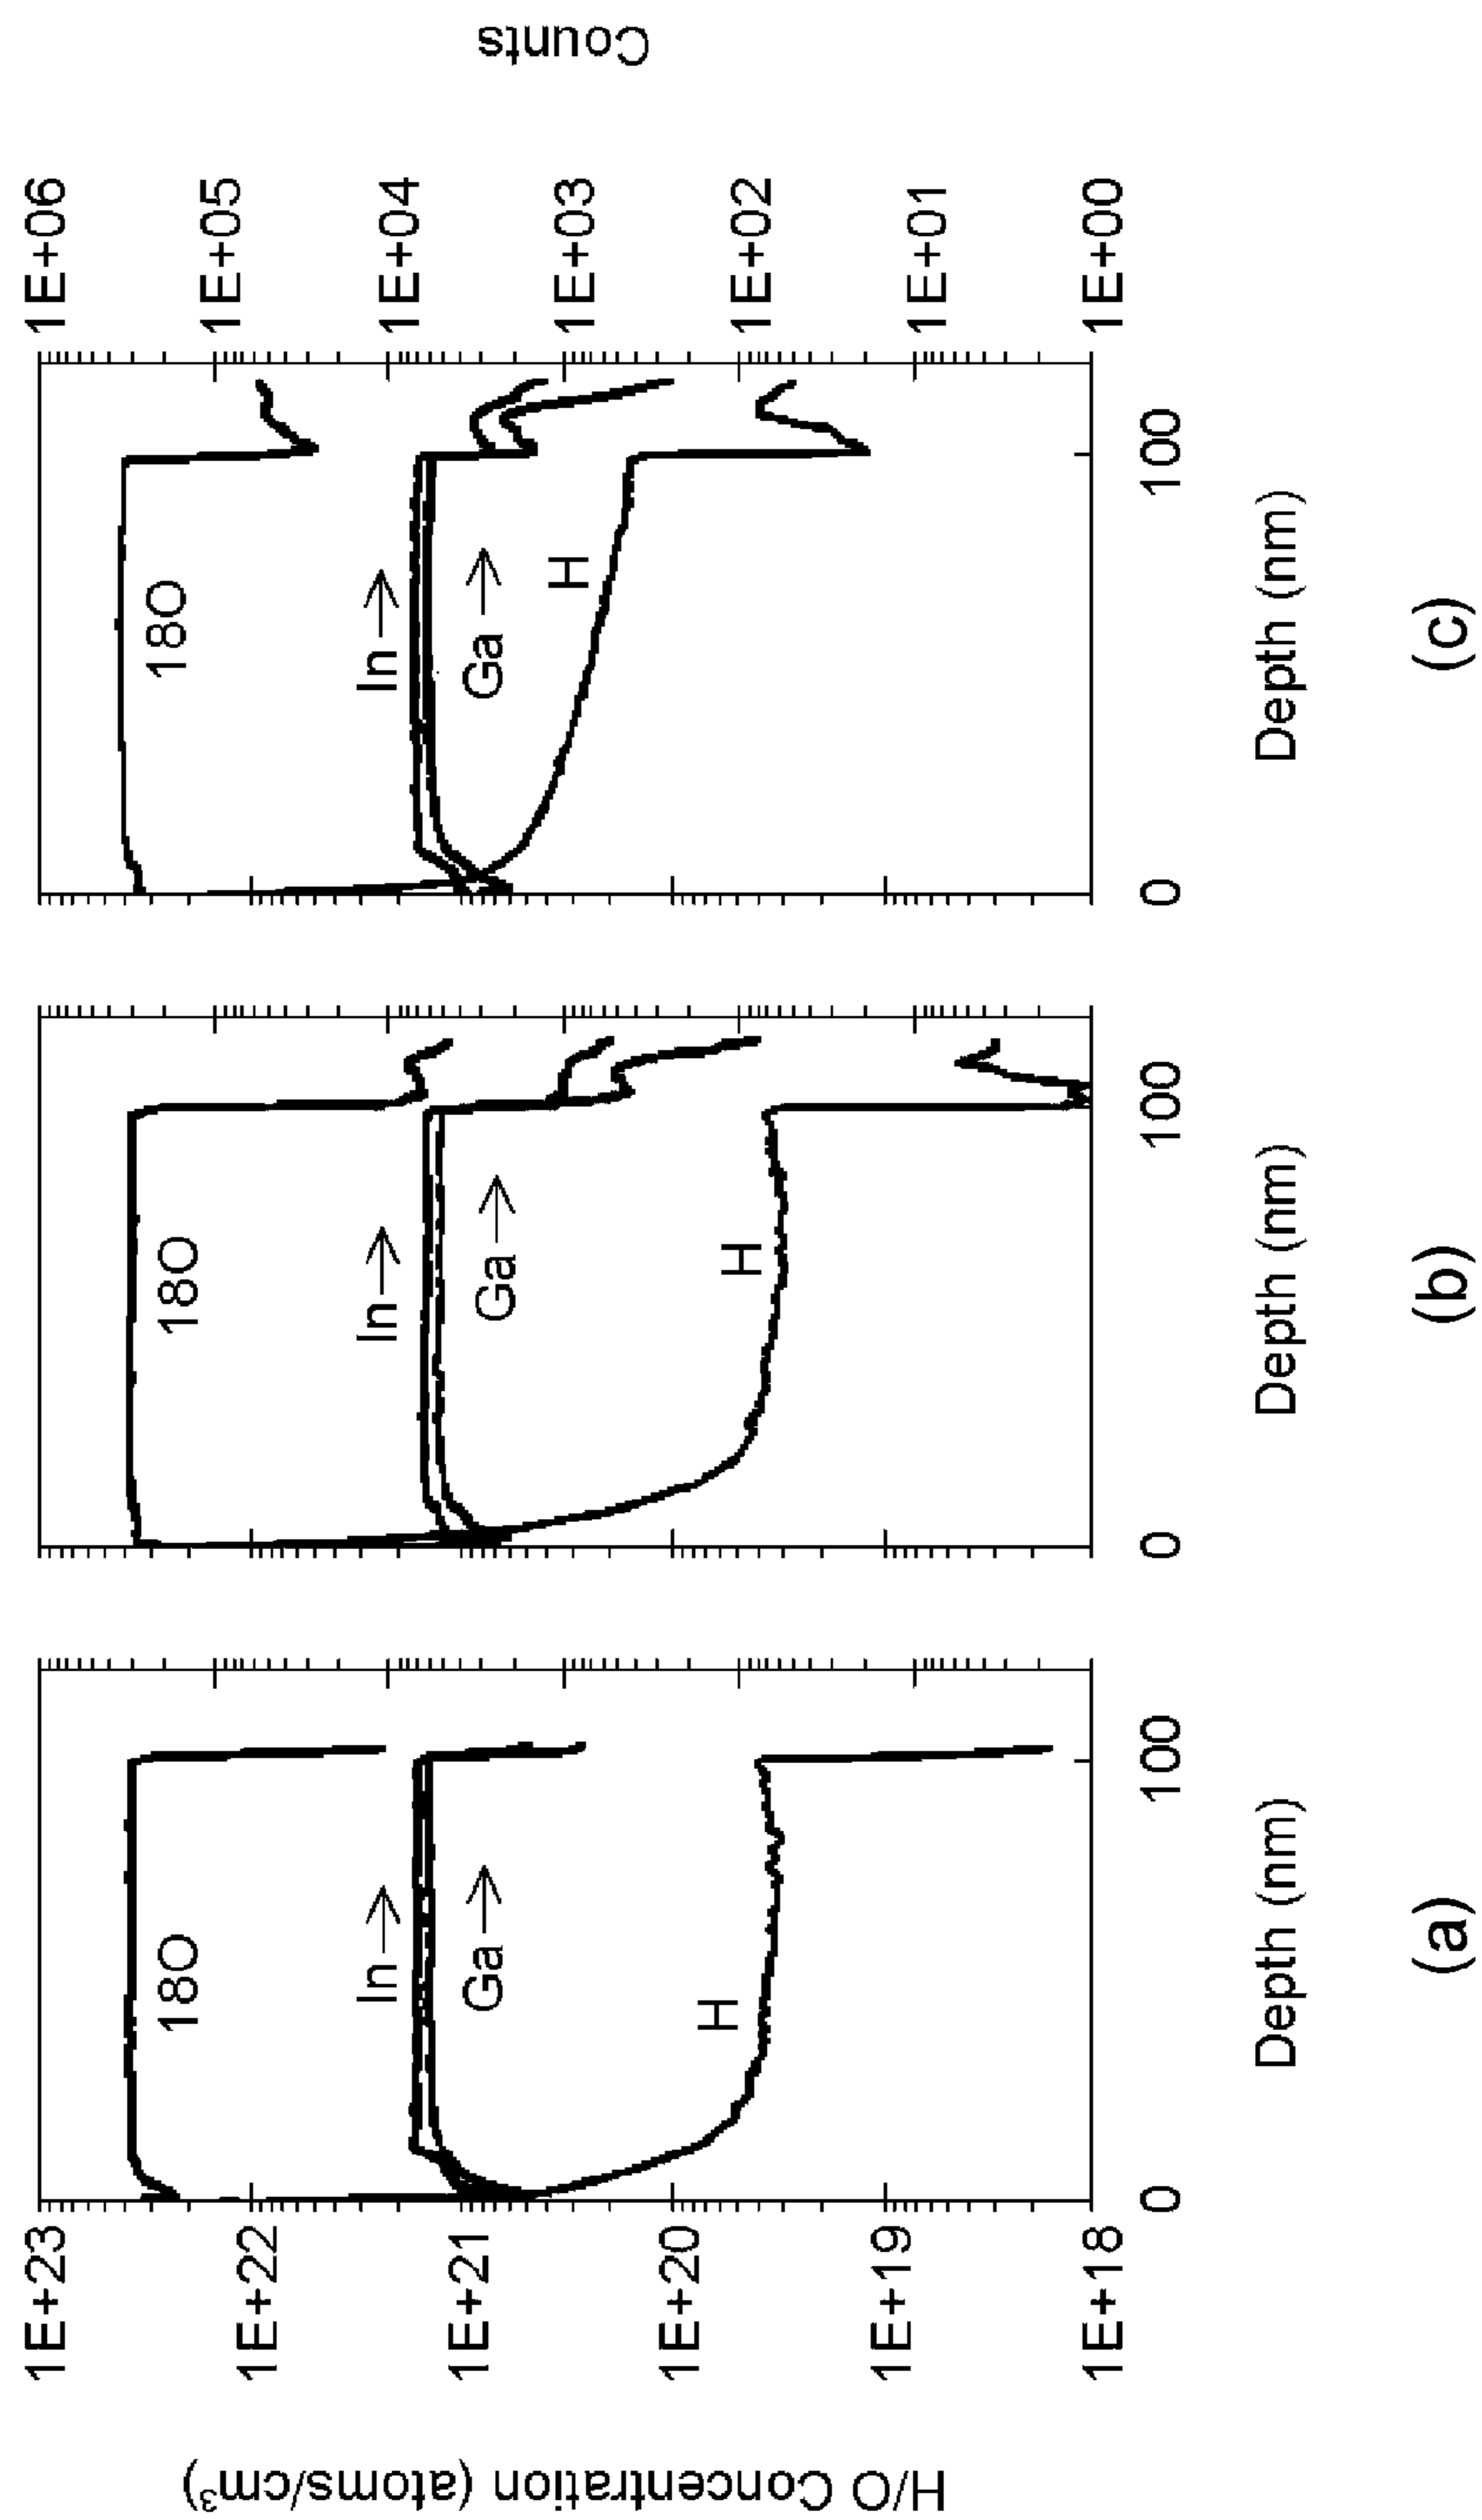 H/O Concentration (atoms/cm³)
1E+23
1E+22
1E+21
1E+20
1E+19
1E+18
18O
In→
Ga→
H
0
100
Depth (nm)
(a)
18O
In→
Ga→
H
0
100
Depth (nm)
(b)
18O
In→
Ga→
H
0
100
Depth (nm)
(c)
1E+06
1E+05
1E+04
1E+03
1E+02
1E+01
1E+00
Counts